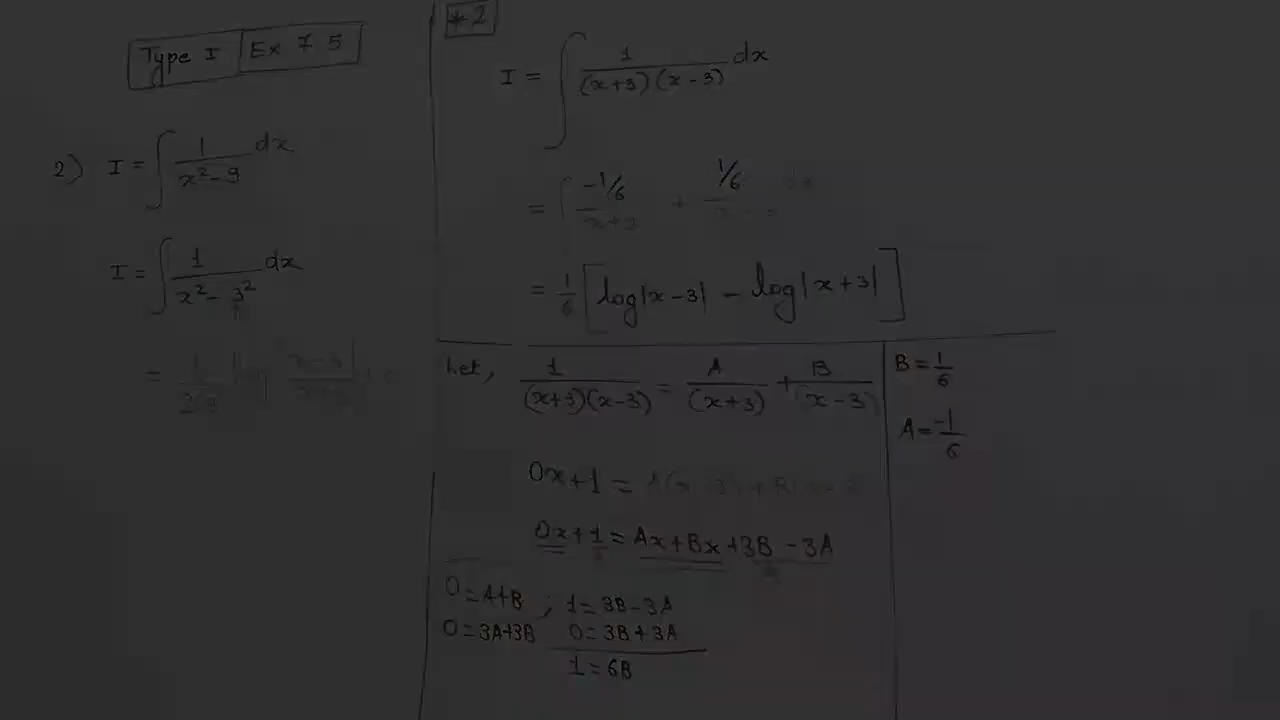 Type I Ex 7 5
2) I = ∫ 1/(x² - 9) dx
I = ∫ 1/(x² - 3²) dx
*2
I = ∫ 1/((x+3)(x-3)) dx
= ∫ (-1/6)/(x+3) + (1/6)/
= 1/6 [log|x-3| - log|x+3|]
Let, 1/((x+3)(x-3)) = A/(x+3) + B/(x-3)
0x+1 =
0x+1 = Ax+Bx+3B-3A
0=A+B ; 1=3B-3A
0=3A+3B 0=3B+3A
1=6B
B=1/6
A=-1/6